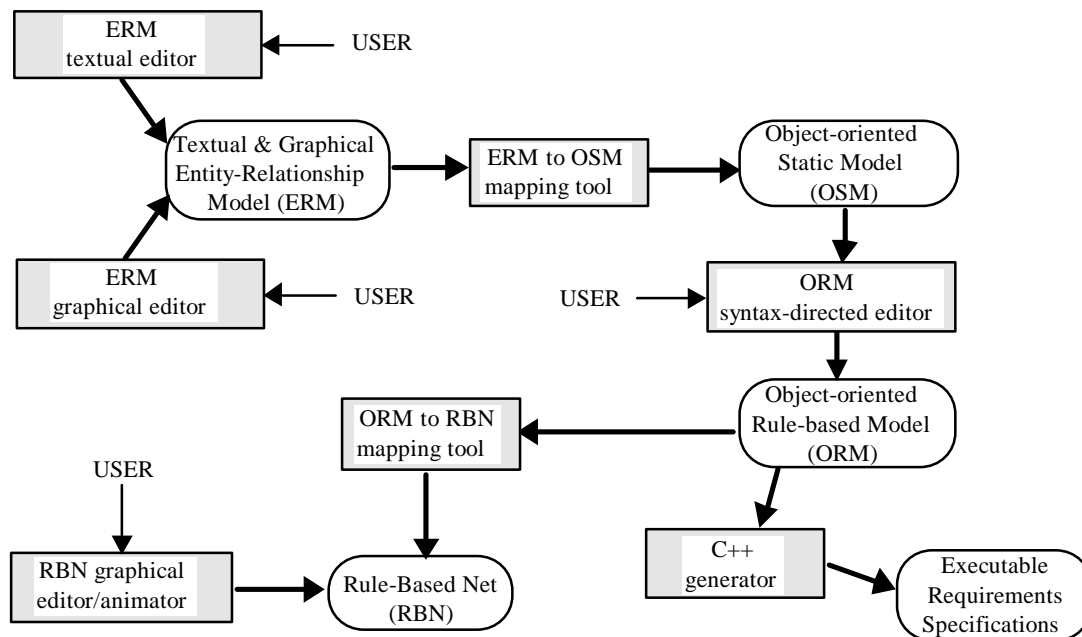 ERM
textual editor
USER
Textual & Graphical
Entity-Relationship
Model (ERM)
ERM to OSM
mapping tool
Object-oriented
Static Model
(OSM)
ERM
graphical editor
USER
USER
ORM
syntax-directed editor
ORM to RBN
mapping tool
Object-oriented
Rule-based Model
(ORM)
USER
RBN graphical
editor/animator
Rule-Based Net
(RBN)
C++
generator
Executable
Requirements
Specifications